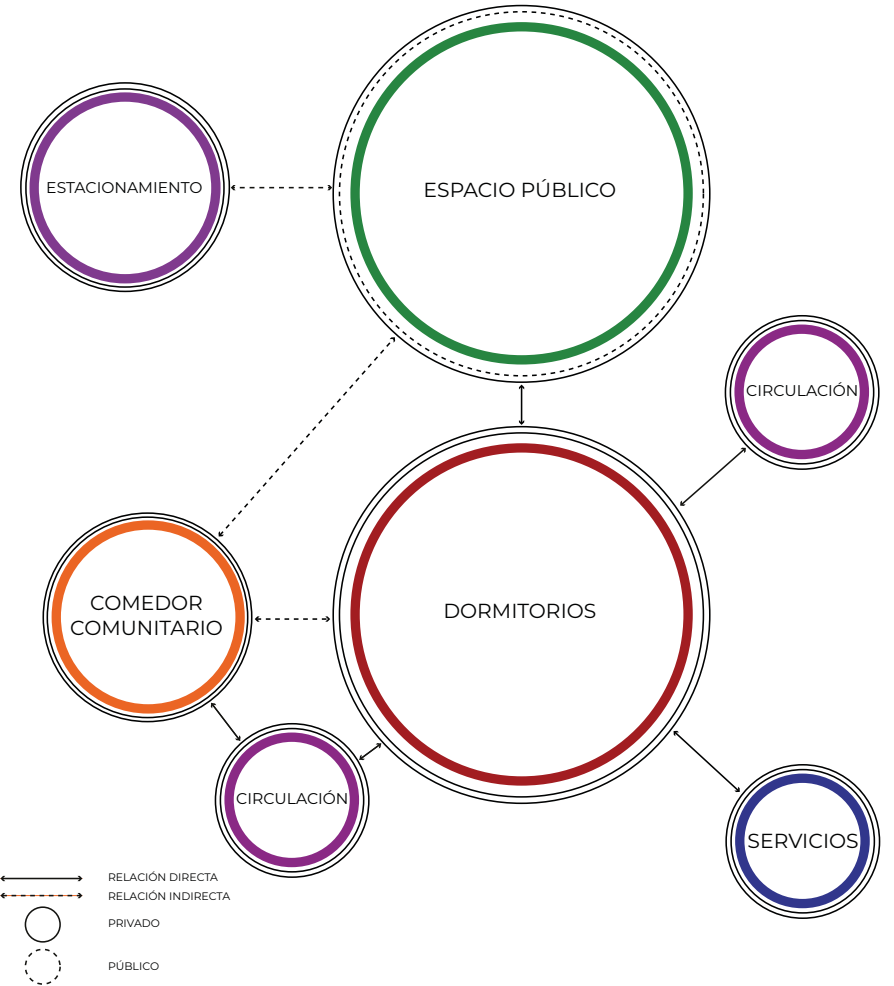 ESPACIO PÚBLICO
ESTACIONAMIENTO
CIRCULACIÓN
COMEDOR
COMUNITARIO
DORMITORIOS
CIRCULACIÓN
SERVICIOS
RELACIÓN DIRECTA
RELACIÓN INDIRECTA
PRIVADO
PÚBLICO